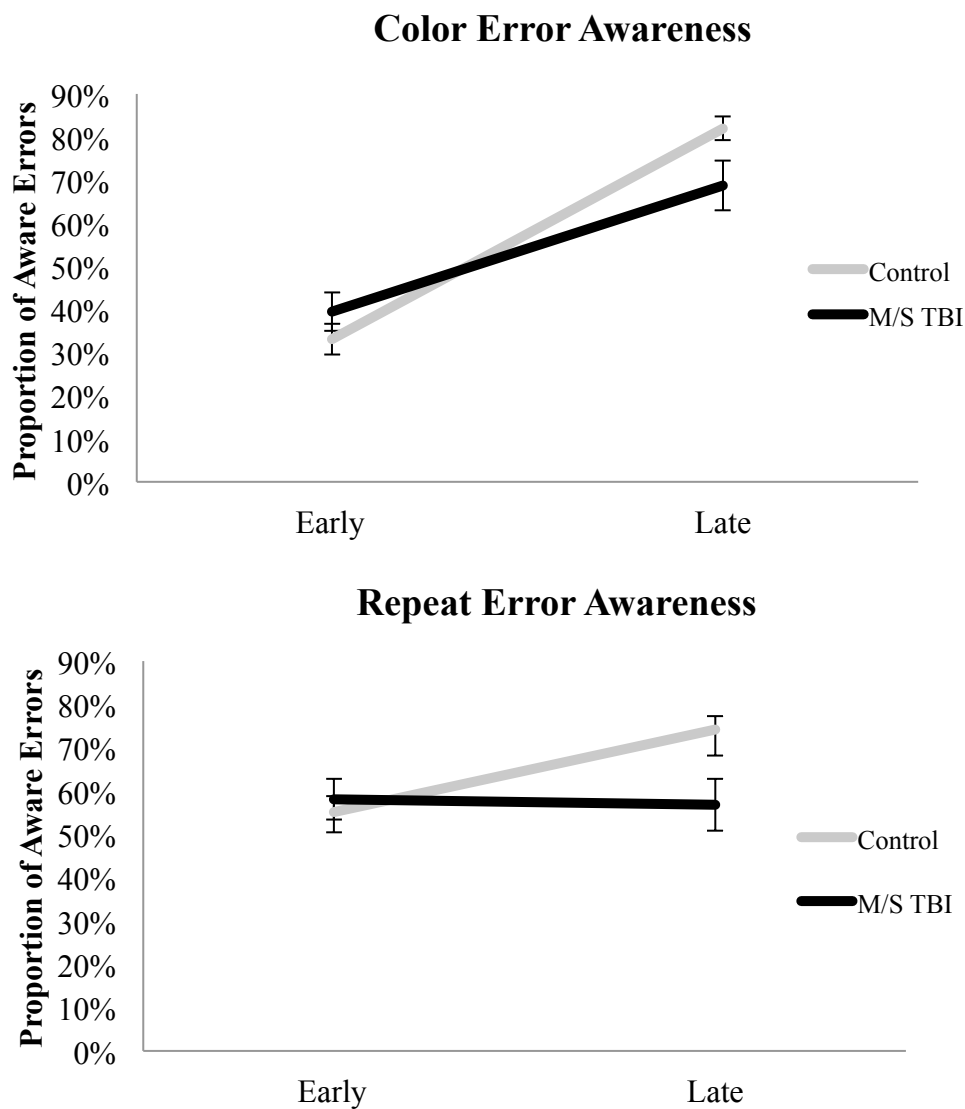 Color Error Awareness
Proportion of Aware Errors
90%
80%
70%
60%
50%
40%
30%
20%
10%
0%
Early Late
Control
M/S TBI
Repeat Error Awareness
Proportion of Aware Errors
90%
80%
70%
60%
50%
40%
30%
20%
10%
0%
Early Late
Control
M/S TBI